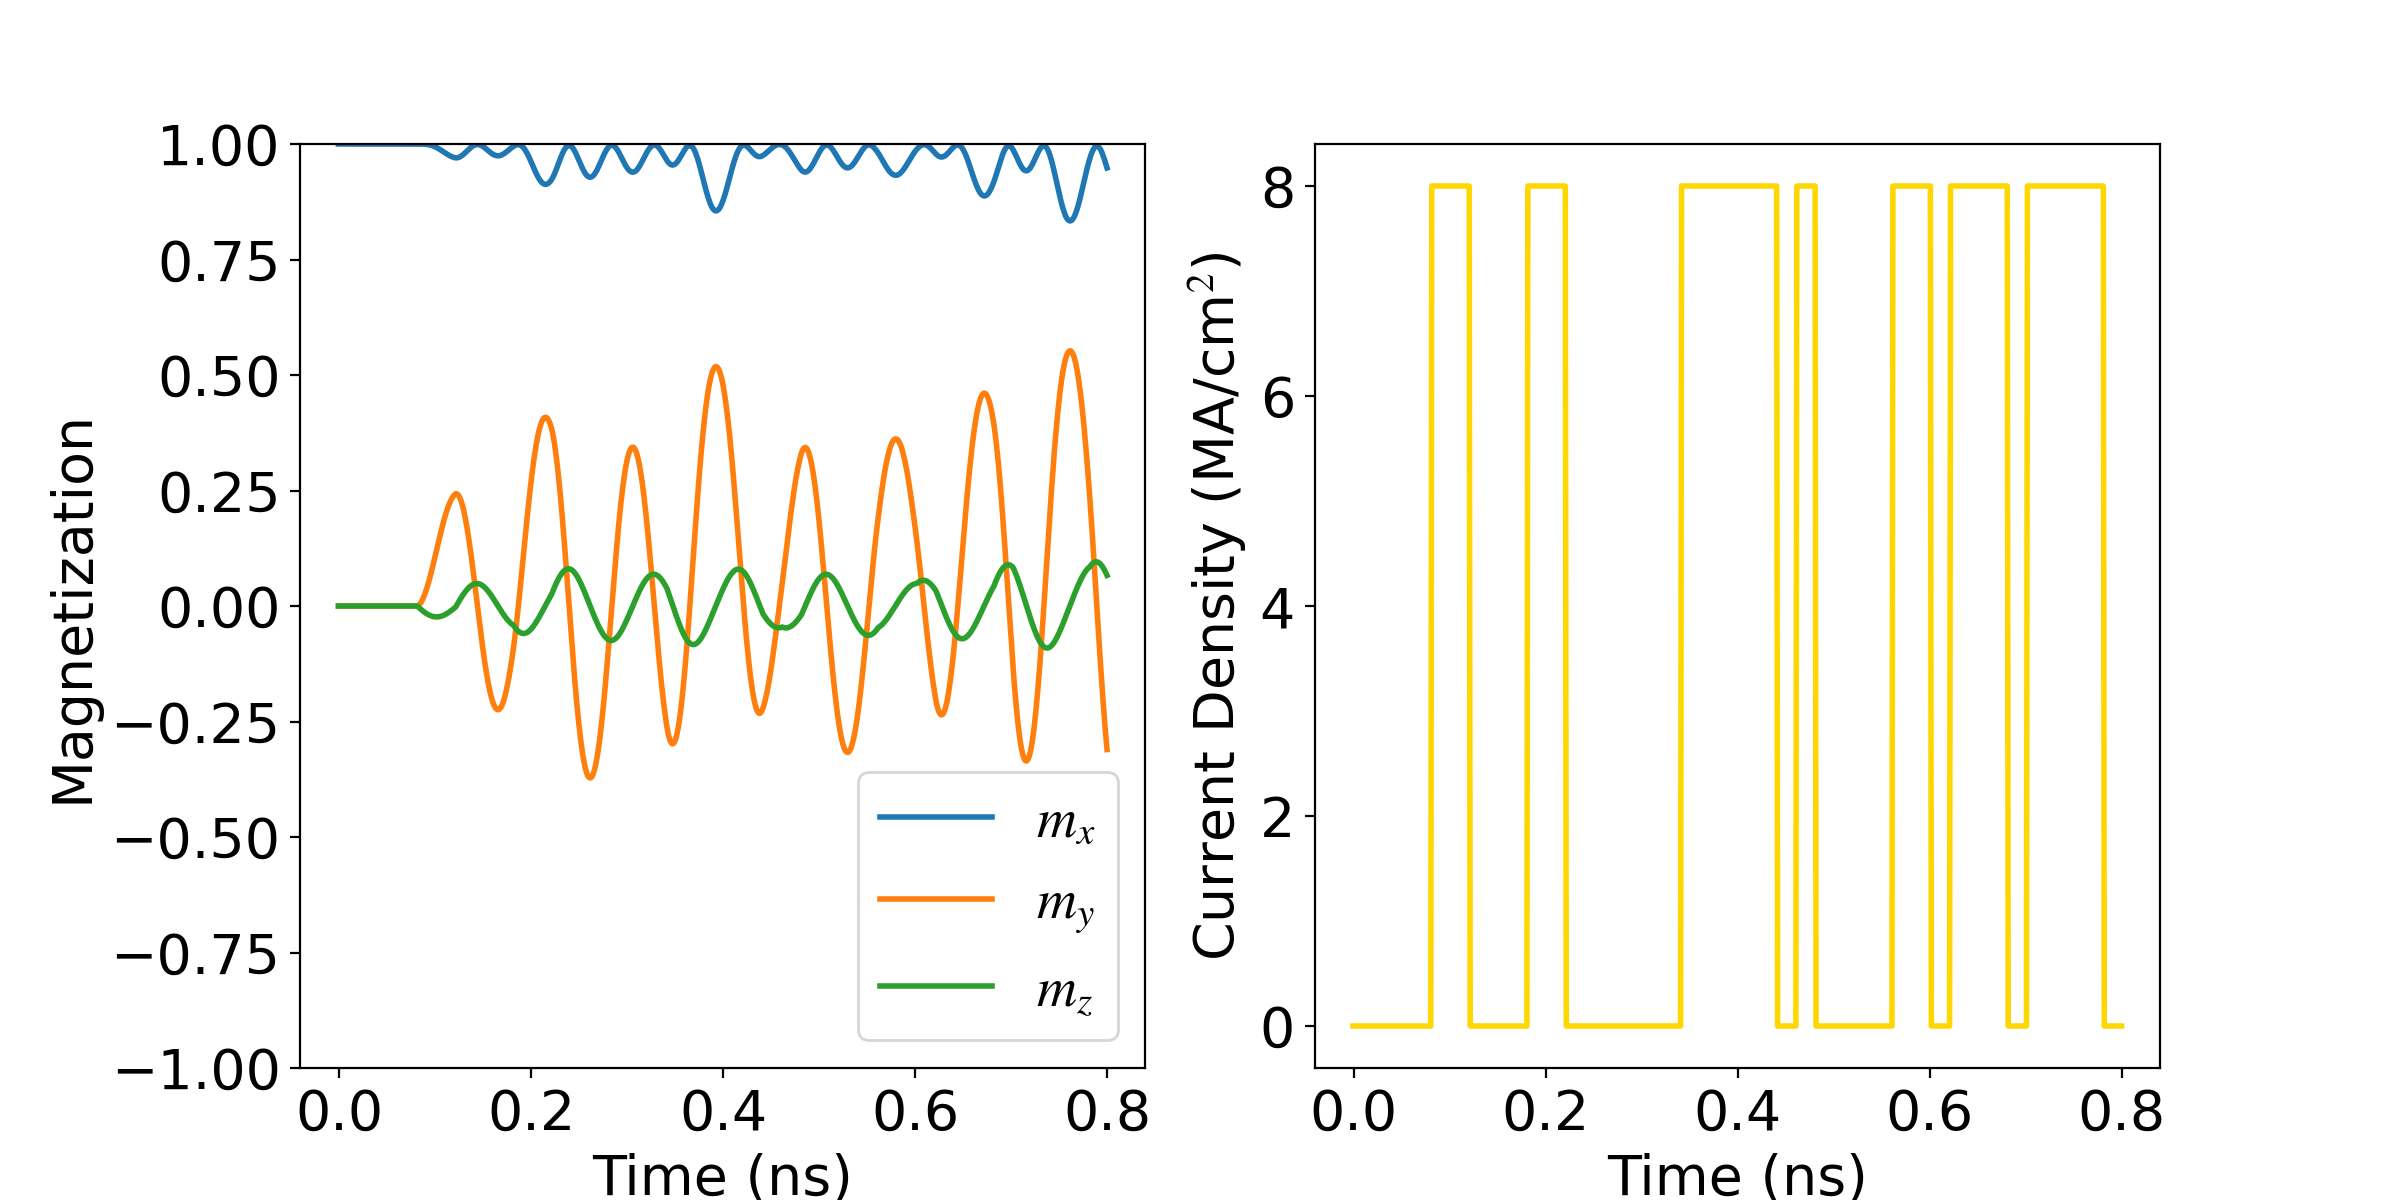 1.00
0.75
0.50
0.25
0.00
−0.25
−0.50
−0.75
−1.00
Magnetization
0.0 0.2 0.4 0.6 0.8
Time (ns)
m_x
m_y
m_z
8
6
4
2
0
Current Density (MA/cm²)
0.0 0.2 0.4 0.6 0.8
Time (ns)